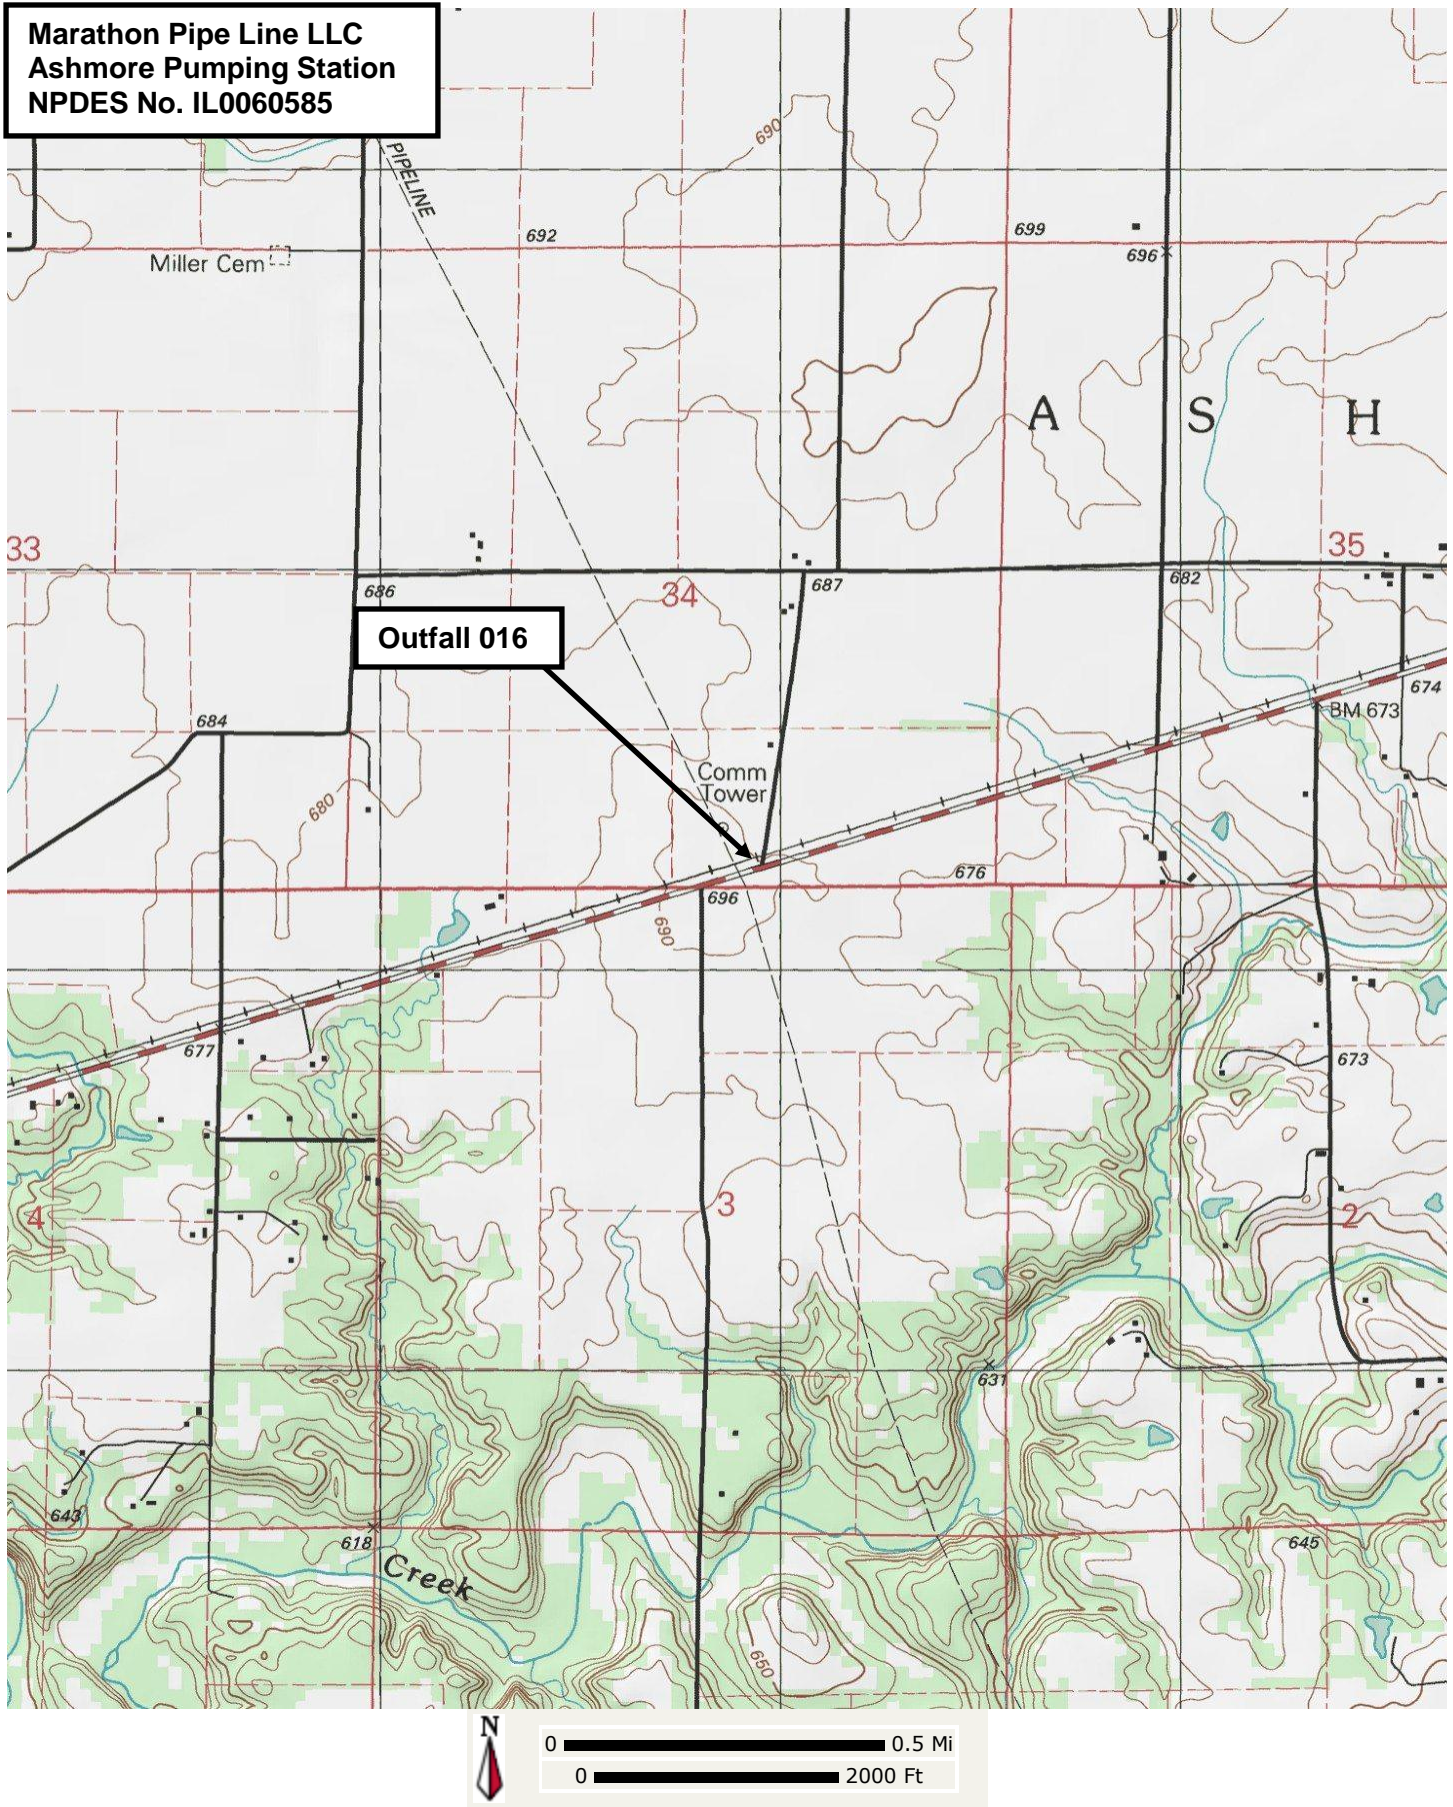 Marathon Pipe Line LLC
Ashmore Pumping Station
NPDES No. IL0060585
690
PIPELINE
692
699
696
Miller Cem
A S H
33
35
686
34
687
682
Outfall 016
674
BM 673
684
Comm
Tower
680
676
696
690
677
673
3
4
2
631
643
618
645
Creek
650
N
0 0.5 Mi
0 2000 Ft